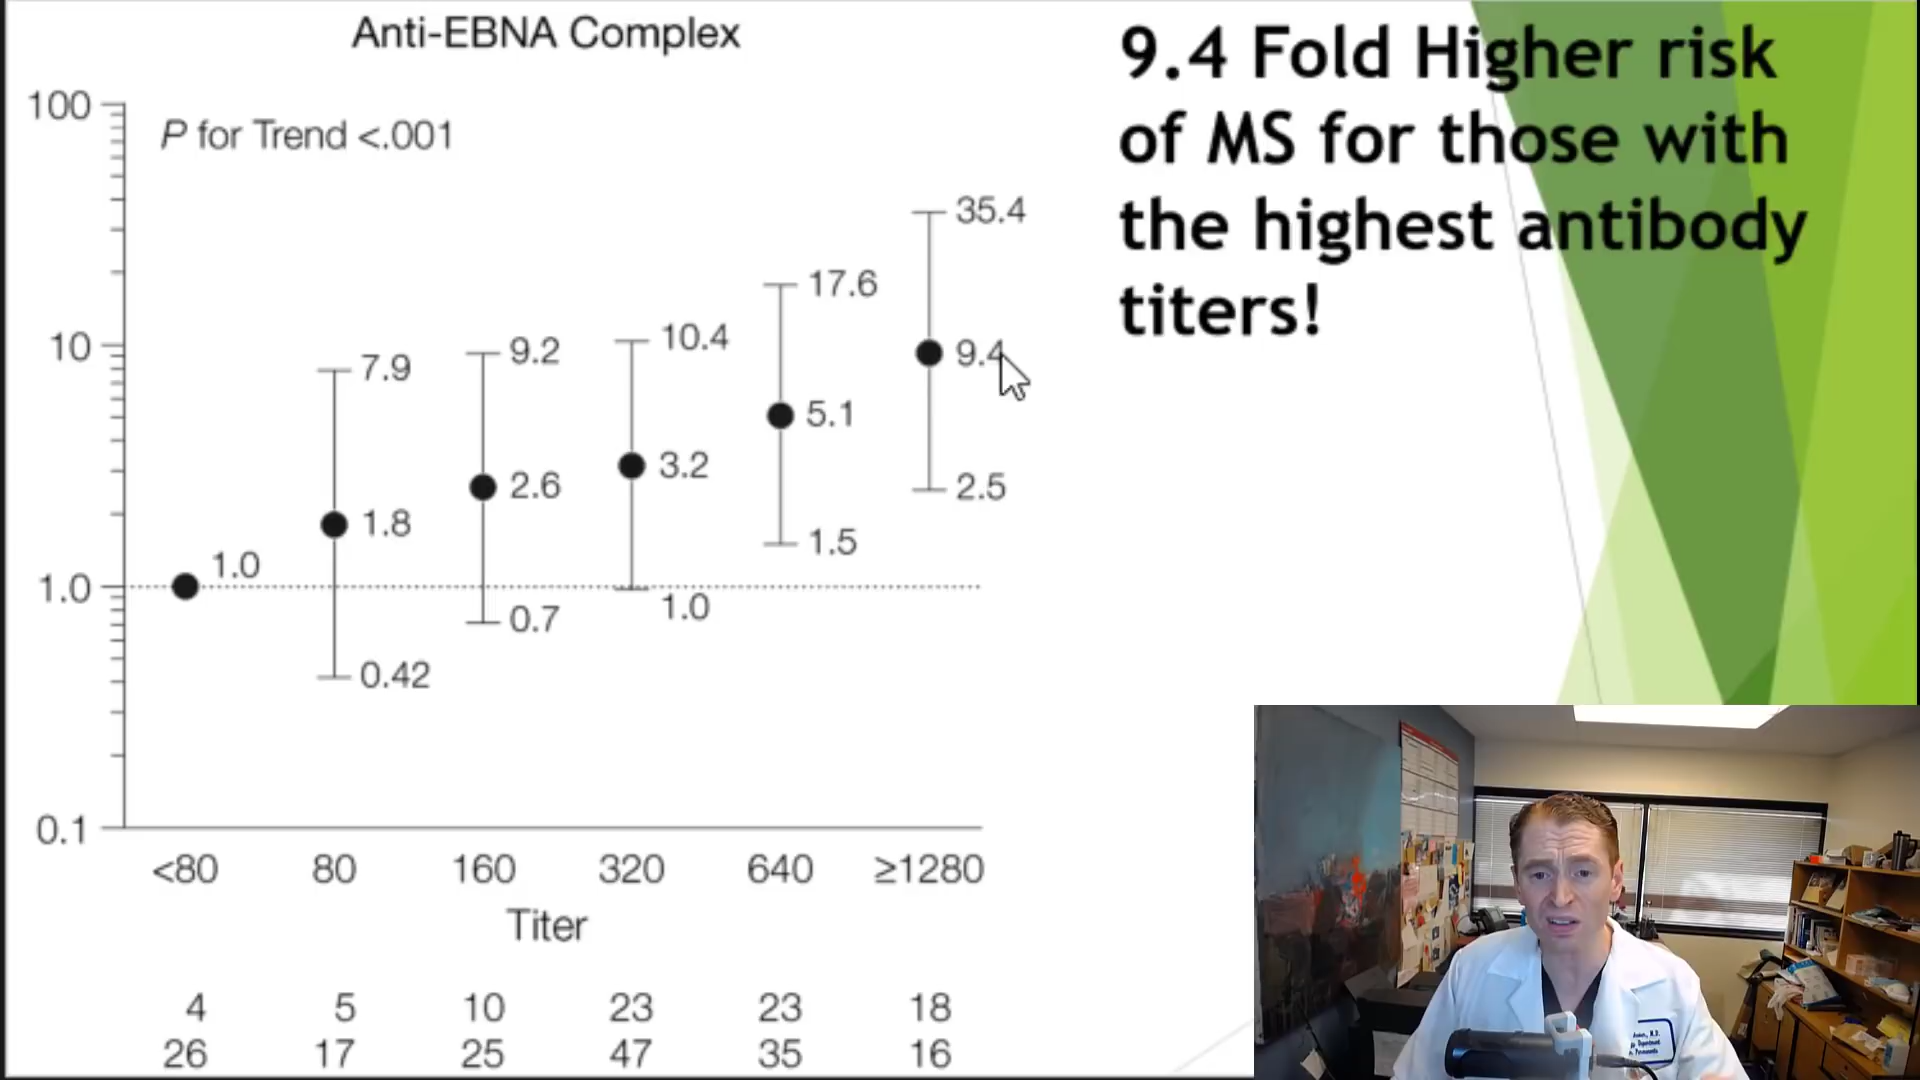 Anti-EBNA Complex
9.4 Fold Higher risk
of MS for those with
the highest antibody
titers!
P for Trend <.001
100
10
1.0
0.1
1.0
7.9
1.8
0.42
9.2
2.6
0.7
10.4
3.2
1.0
17.6
5.1
1.5
35.4
9.4
2.5
<80 80 160 320 640 ≥1280
Titer
4 5 10 23 23 18
26 17 25 47 35 16